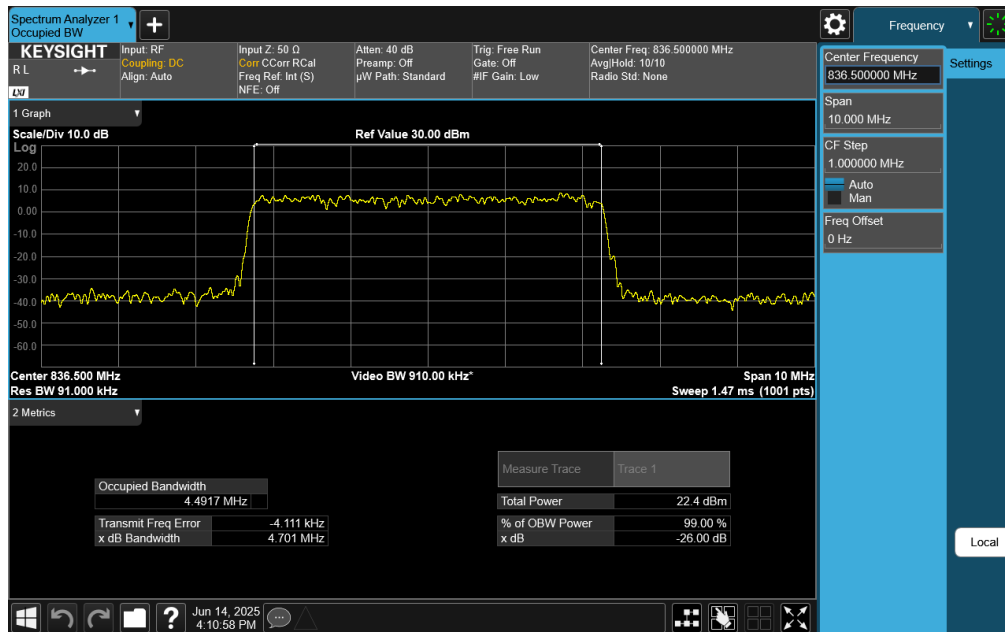 Spectrum Analyzer 1
Occupied BW
Frequency
KEYSIGHT
R L
LXI
Input: RF
Coupling: DC
Align: Auto
Input Z: 50 Ω
Corr CCorr RCal
Freq Ref: Int (S)
NFE: Off
Atten: 40 dB
Preamp: Off
µW Path: Standard
Trig: Free Run
Gate: Off
#IF Gain: Low
Center Freq: 836.500000 MHz
Avg|Hold: 10/10
Radio Std: None
Center Frequency
836.500000 MHz
Settings
Span
10.000 MHz
CF Step
1.000000 MHz
Auto
Man
Freq Offset
0 Hz
Local
1 Graph
Scale/Div 10.0 dB
Ref Value 30.00 dBm
Log
20.0
10.0
0.00
-10.0
-20.0
-30.0
-40.0
-50.0
-60.0
Center 836.500 MHz
Video BW 910.00 kHz*
Span 10 MHz
Res BW 91.000 kHz
Sweep 1.47 ms (1001 pts)
2 Metrics
Measure Trace Trace 1
Occupied Bandwidth
4.4917 MHz
Total Power 22.4 dBm
Transmit Freq Error -4.111 kHz
% of OBW Power 99.00 %
x dB Bandwidth 4.701 MHz
x dB -26.00 dB
Jun 14, 2025
4:10:58 PM